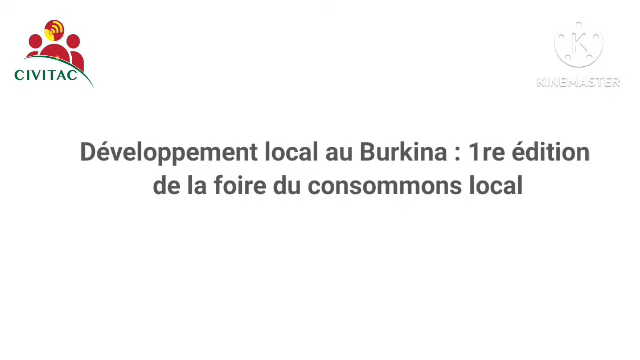 CIVITAC
K
KINEMASTER
Développement local au Burkina : 1re édition
de la foire du consommons local